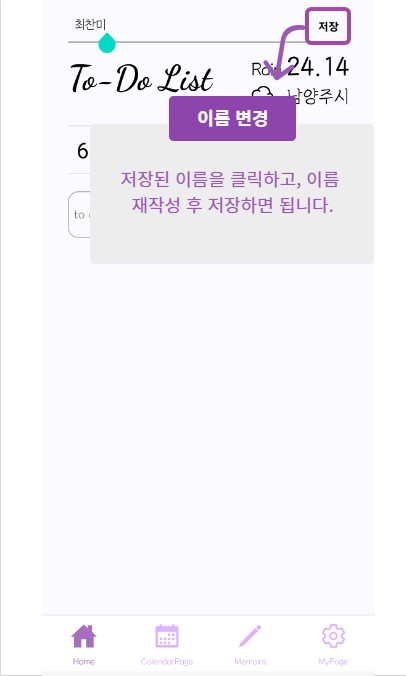 최찬미
저장
To-Do List
24.14
남양주시
이름 변경
6
저장된 이름을 클릭하고, 이름
재작성 후 저장하면 됩니다.
to
Home
CalendarPage
Memoirs
MyPage